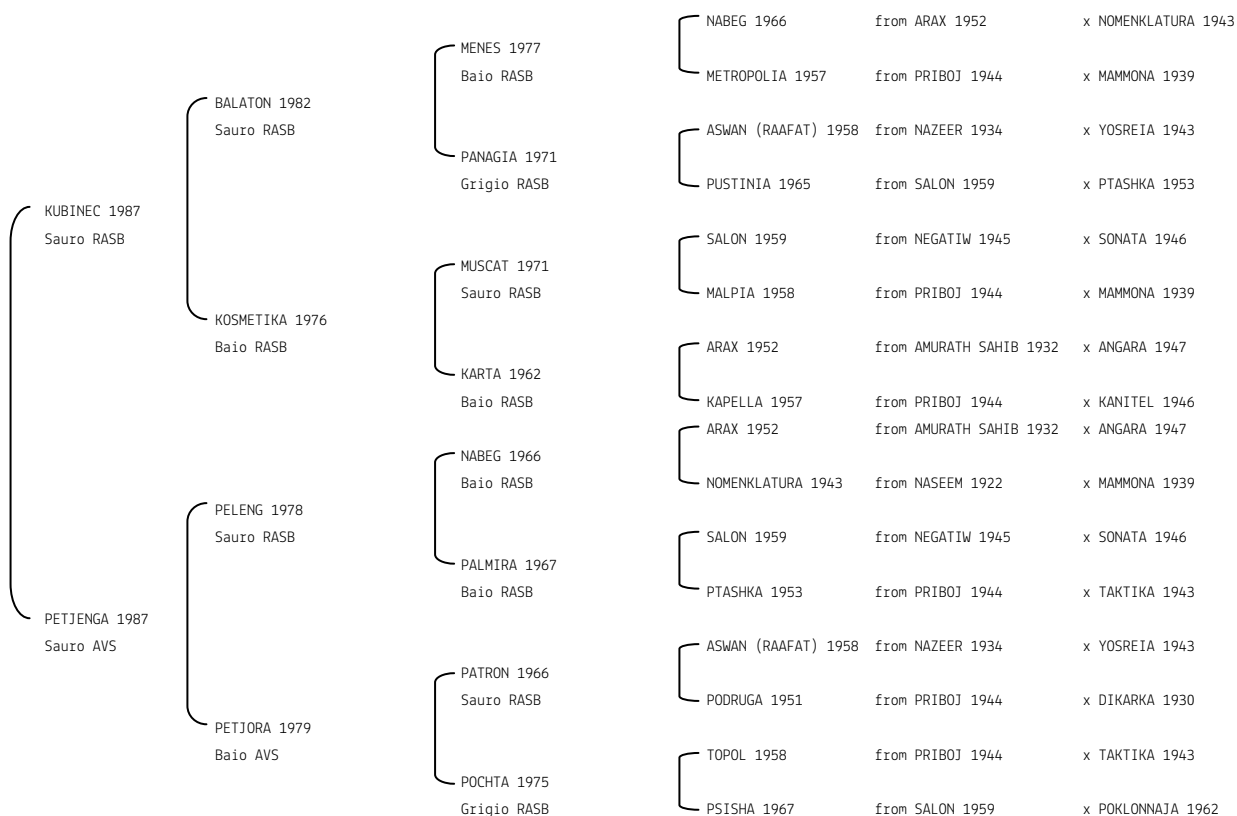 NABEG 1966 from ARAX 1952 x NOMENKLATURA 1943
MENES 1977
Baio RASB METROPOLIA 1957 from PRIBOJ 1944 x MAMMONA 1939
BALATON 1982
Sauro RASB ASWAN (RAAFAT) 1958 from NAZEER 1934 x YOSREIA 1943
PANAGIA 1971
Grigio RASB PUSTINIA 1965 from SALON 1959 x PTASHKA 1953
KUBINEC 1987
Sauro RASB SALON 1959 from NEGATIW 1945 x SONATA 1946
MUSCAT 1971
Sauro RASB MALPIA 1958 from PRIBOJ 1944 x MAMMONA 1939
KOSMETIKA 1976
Baio RASB ARAX 1952 from AMURATH SAHIB 1932 x ANGARA 1947
KARTA 1962
Baio RASB KAPELLA 1957 from PRIBOJ 1944 x KANITEL 1946
ARAX 1952 from AMURATH SAHIB 1932 x ANGARA 1947
NABEG 1966
Baio RASB NOMENKLATURA 1943 from NASEEM 1922 x MAMMONA 1939
PELENG 1978
Sauro RASB SALON 1959 from NEGATIW 1945 x SONATA 1946
PALMIRA 1967
Baio RASB PTASHKA 1953 from PRIBOJ 1944 x TAKTIKA 1943
PETJENGA 1987
Sauro AVS ASWAN (RAAFAT) 1958 from NAZEER 1934 x YOSREIA 1943
PATRON 1966
Sauro RASB PODRUGA 1951 from PRIBOJ 1944 x DIKARKA 1930
PETJORA 1979
Baio AVS TOPOL 1958 from PRIBOJ 1944 x TAKTIKA 1943
POCHTA 1975
Grigio RASB PSISHA 1967 from SALON 1959 x POKLONNAJA 1962